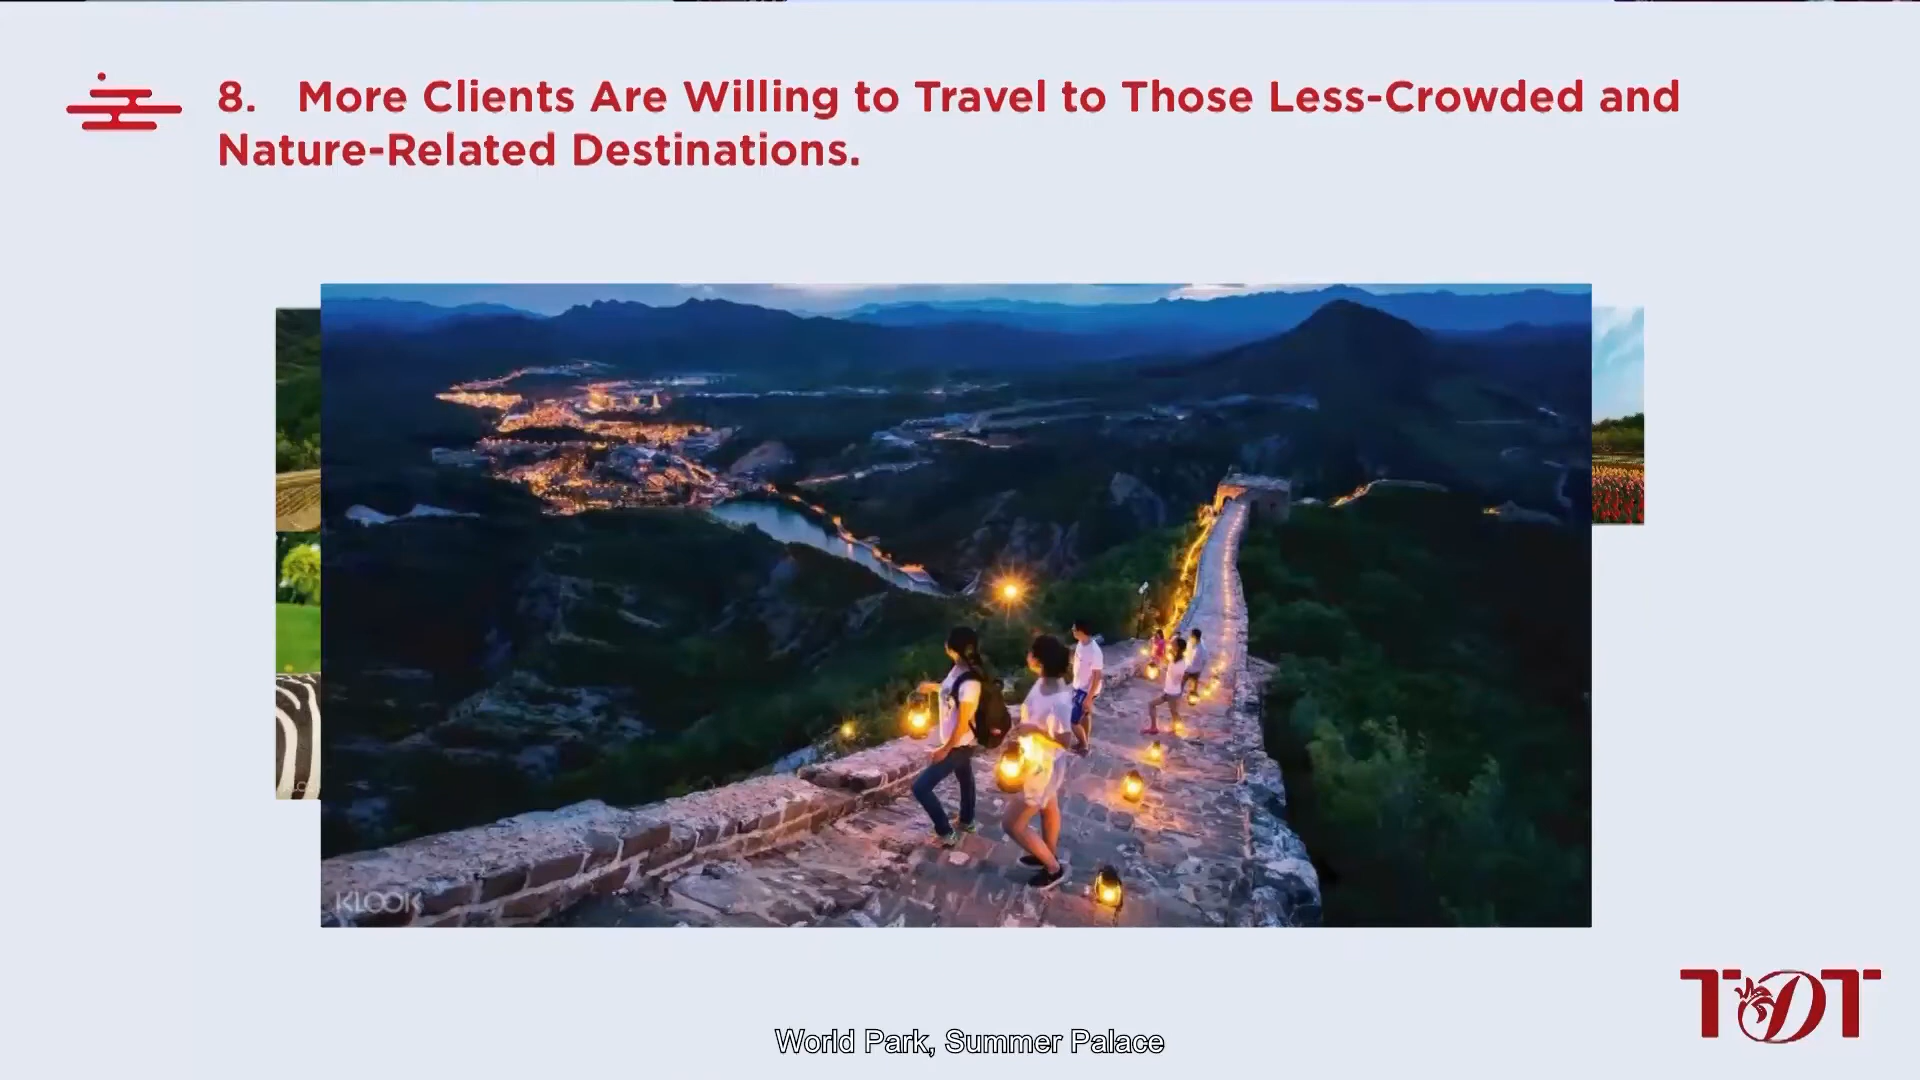 8. More Clients Are Willing to Travel to Those Less-Crowded and
Nature-Related Destinations.
KLOOK
TDT
World Park, Summer Palace